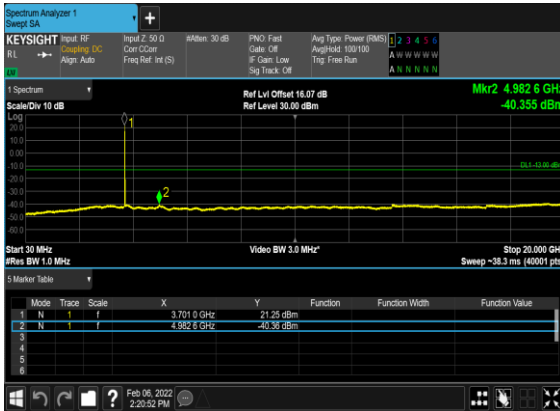 Spectrum Analyzer 1
Swept SA
+
KEYSIGHT Input: RF Input Z: 50 Ω #Atten: 30 dB PNO: Fast Avg Type: Power (RMS) 1 2 3 4 5 6
RL Coupling: DC Corr CCorr Gate: Off Avg|Hold: 100/100 A W W W W W
Align: Auto Freq Ref: Int (S) IF Gain: Low Trig: Free Run
Sig Track: Off A N N N N N
1 Spectrum Ref Lvl Offset 16.07 dB Mkr2 4.982 6 GHz
Scale/Div 10 dB Ref Level 30.00 dBm -40.355 dBm
Log
20.0
10.0
0.00
-10.0
DL1 -13.00 dBm
-20.0
-30.0
-40.0
-50.0
-60.0
1
2
Start 30 MHz Video BW 3.0 MHz* Stop 20.000 GH
#Res BW 1.0 MHz Sweep ~38.3 ms (40001 pts
5 Marker Table
Mode Trace Scale X Y Function Function Width Function Value
1 N 1 f 3.701 0 GHz 21.25 dBm
2 N 1 f 4.982 6 GHz -40.36 dBm
3
4
5
6
? Feb 06, 2022
2:20:52 PM